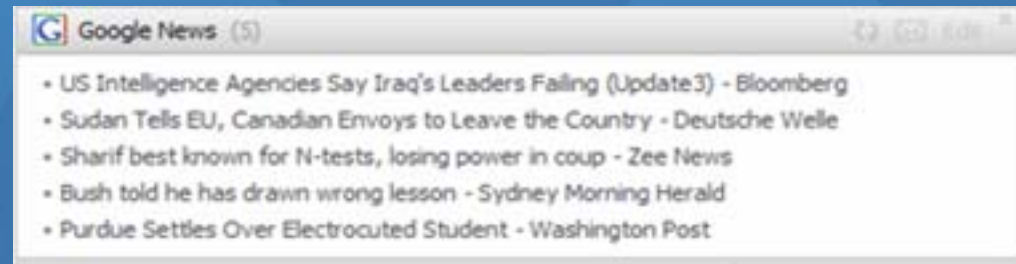 Google News (5) Edit
• US Intelligence Agencies Say Iraq's Leaders Failing (Update3) - Bloomberg
• Sudan Tells EU, Canadian Envoys to Leave the Country - Deutsche Welle
• Sharif best known for N-tests, losing power in coup - Zee News
• Bush told he has drawn wrong lesson - Sydney Morning Herald
• Purdue Settles Over Electrocuted Student - Washington Post